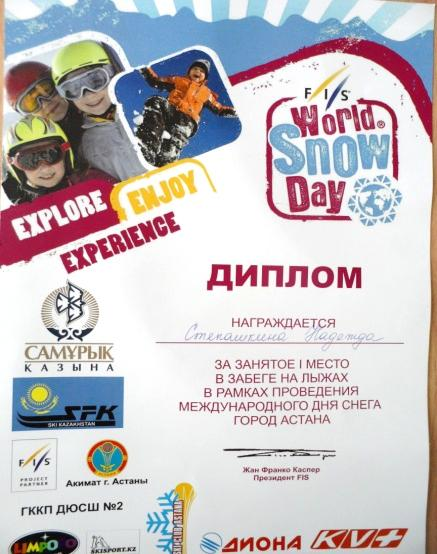 FIS
World
Snow
Day
EXPLORE
ENJOY
EXPERIENCE
ДИПЛОМ
НАГРАЖДАЕТСЯ
Степашкина Надежда
ЗА ЗАНЯТОЕ I МЕСТО
В ЗАБЕГЕ НА ЛЫЖАХ
В РАМКАХ ПРОВЕДЕНИЯ
МЕЖДУНАРОДНОГО ДНЯ СНЕГА
ГОРОД АСТАНА
Жан Франко Каспер
Президент FIS
САМҰРЫҚ
ҚАЗЫНА
SFK
SKI KAZAKHSTAN
FIS
PROJECT
PARTNER
Акимат г. Астаны
ГККП ДЮСШ №2
LIMPOPO
SKISPORT.KZ
ДИОНА
KV+